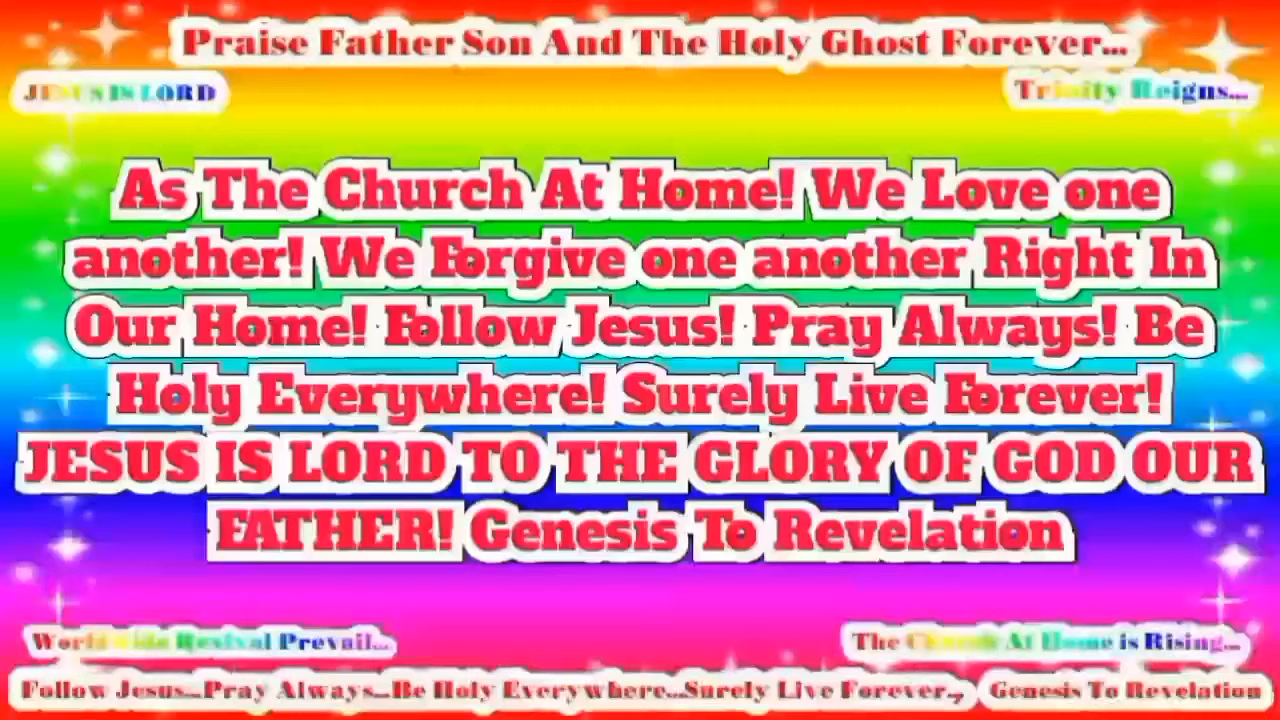 Praise Father Son And The Holy Ghost Forever...
JESUS IS LORD
Trinity Reigns...
As The Church At Home! We Love one
another! We Forgive one another Right In
Our Home! Follow Jesus! Pray Always! Be
Holy Everywhere! Surely Live Forever!
JESUS IS LORD TO THE GLORY OF GOD OUR
FATHER! Genesis To Revelation
Worldwide Revival Prevail...
The Church At Home is Rising...
Follow Jesus...Pray Always...Be Holy Everywhere...Surely Live Forever.., Genesis To Revelation